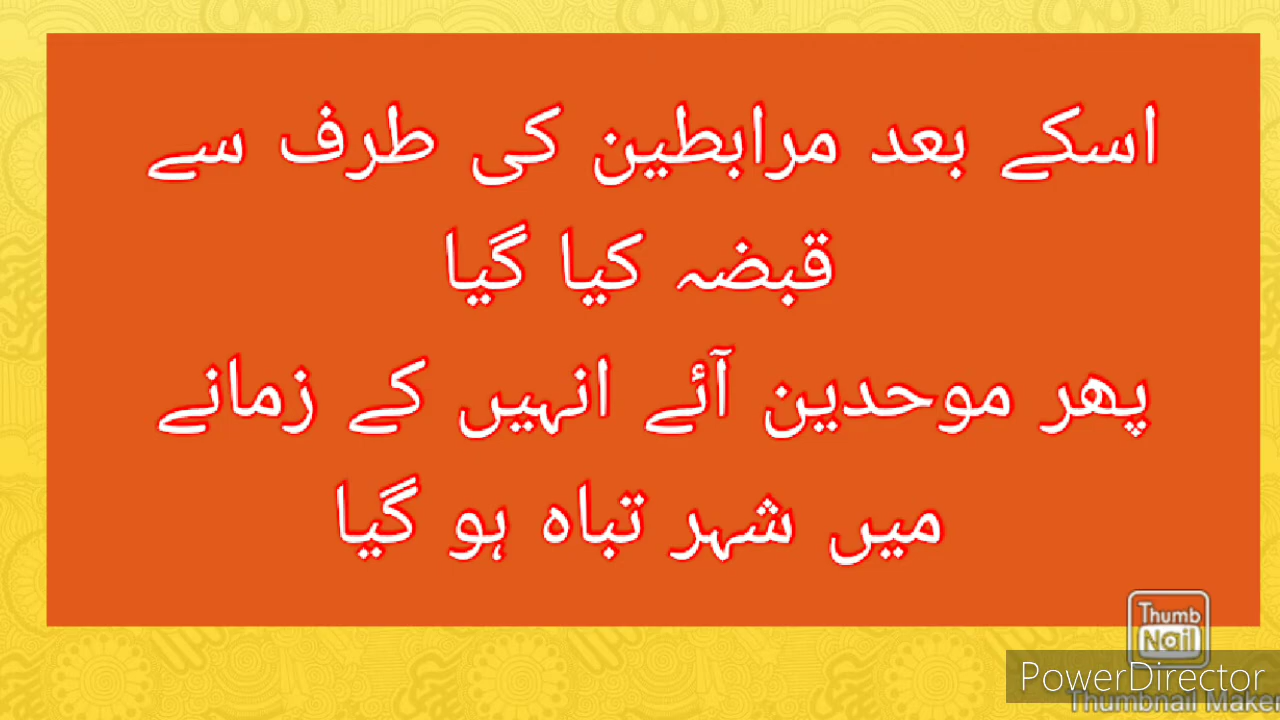 اسکے بعد مرابطین کی طرف سے
قبضہ کیا گیا
پھر موحدین آئے انہیں کے زمانے
میں شہر تباہ ہو گیا
Thumb
Nail
PowerDirector
Thumbnail Maker